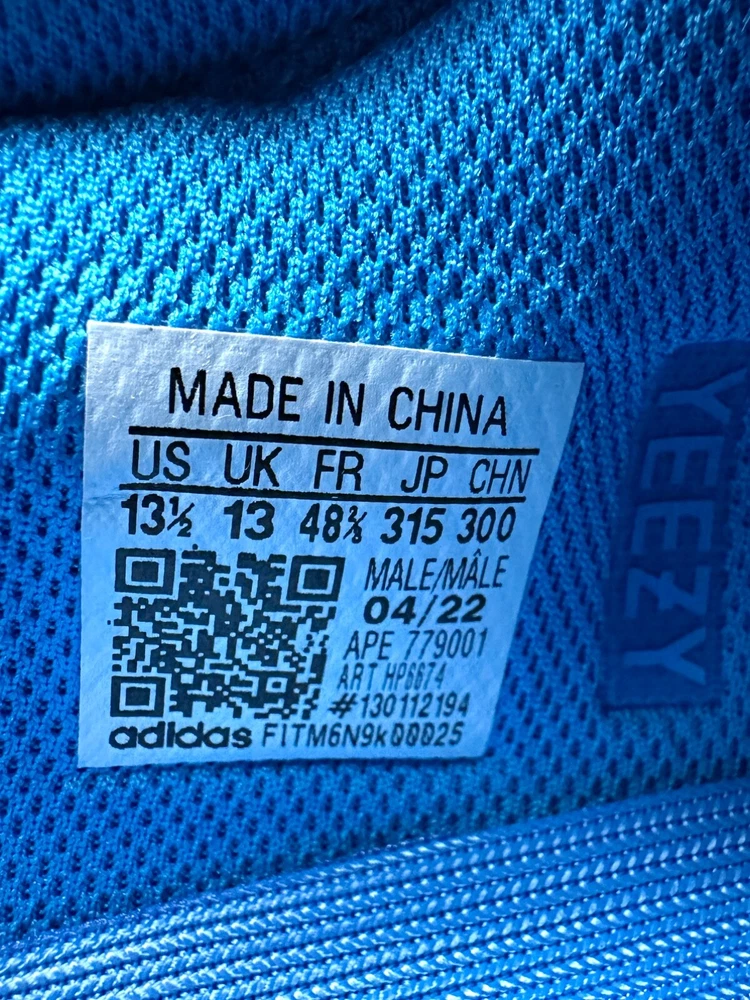 MADE IN CHINA
US UK FR JP CHN
13½ 13 48⅔ 315 300
MALE/MÂLE
04/22
APE 779001
ART HP6674
#130112194
adidas FITM6N9k00025
YEEZY